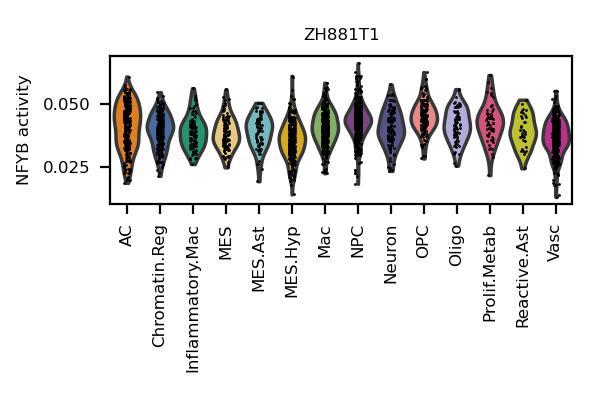 ZH881T1
NFYB activity
0.050
0.025
AC
Chromatin.Reg
Inflammatory.Mac
MES
MES.Ast
MES.Hyp
Mac
NPC
Neuron
OPC
Oligo
Prolif.Metab
Reactive.Ast
Vasc